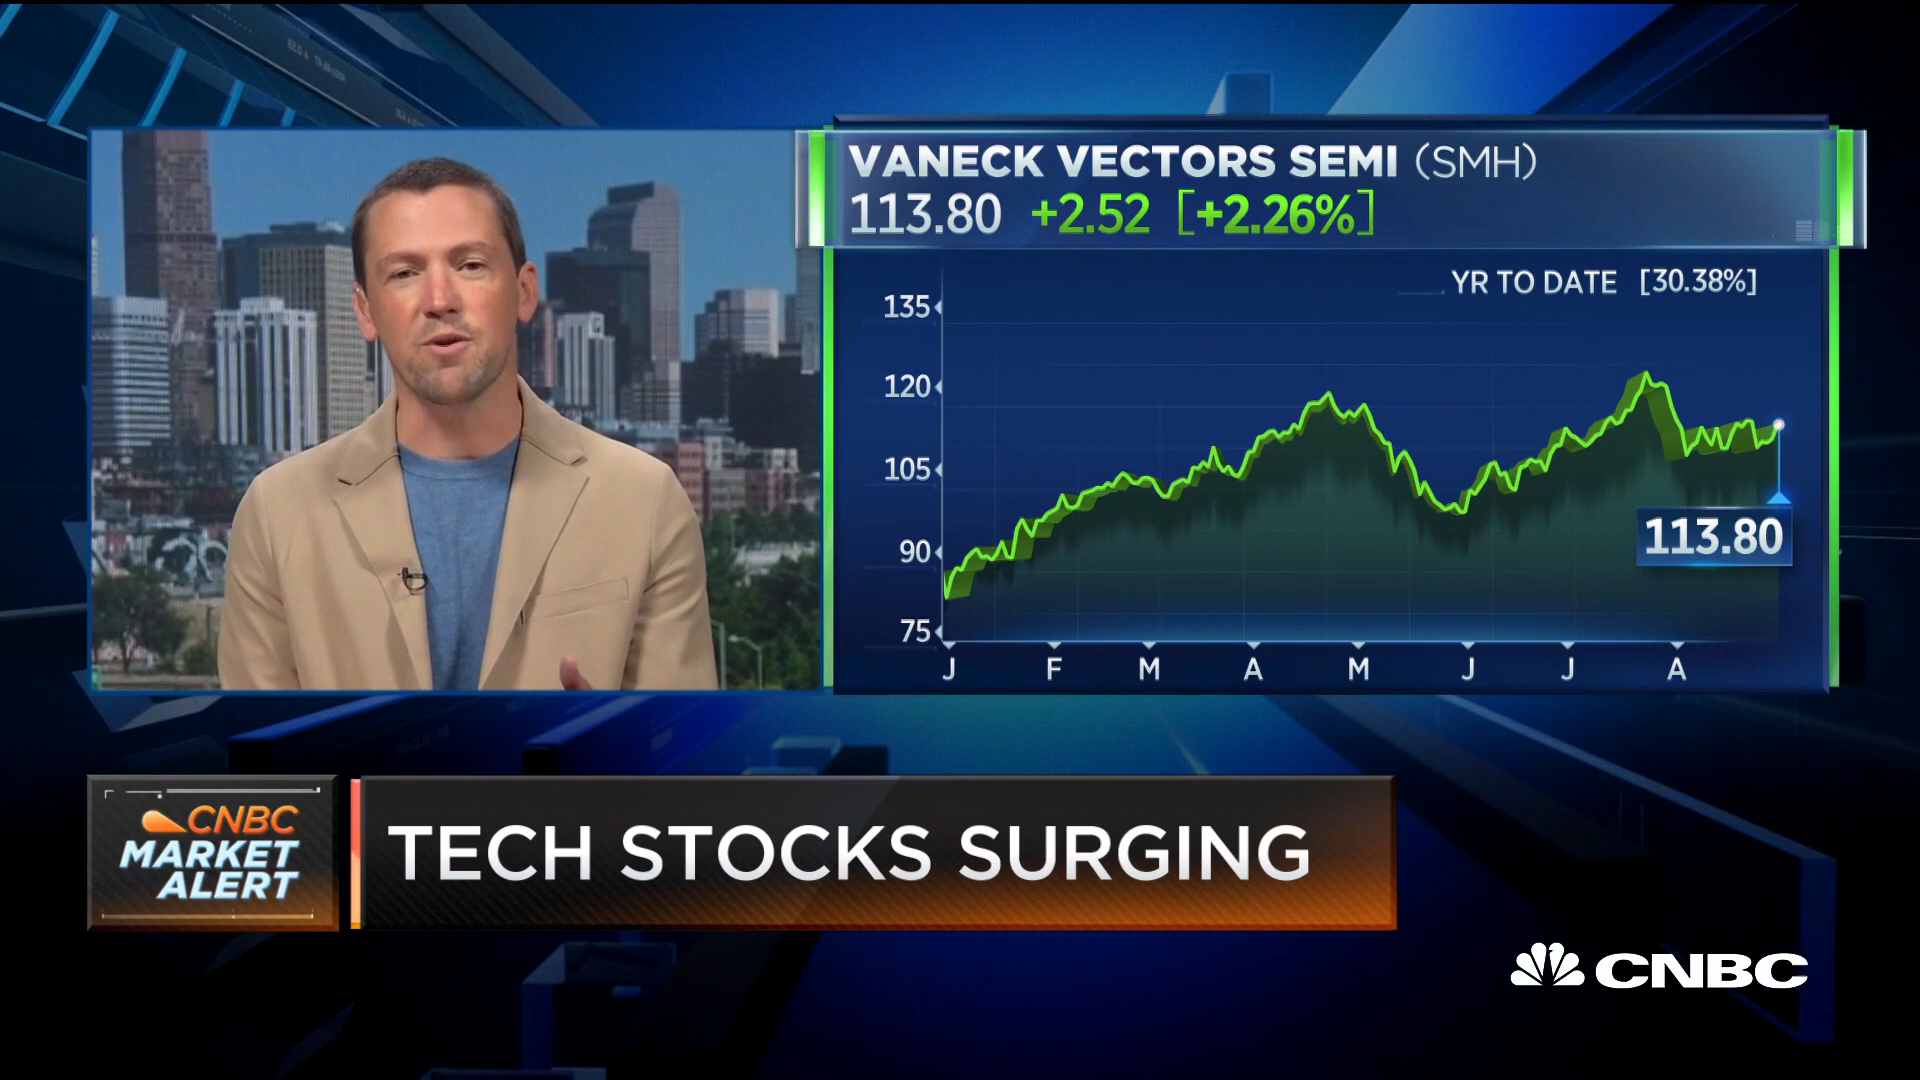 VANECK VECTORS SEMI (SMH)
113.80 +2.52 [+2.26%]
YR TO DATE [30.38%]
135
120
105
90
75
113.80
J F M A M J J A
CNBC
MARKET
ALERT
TECH STOCKS SURGING
CNBC